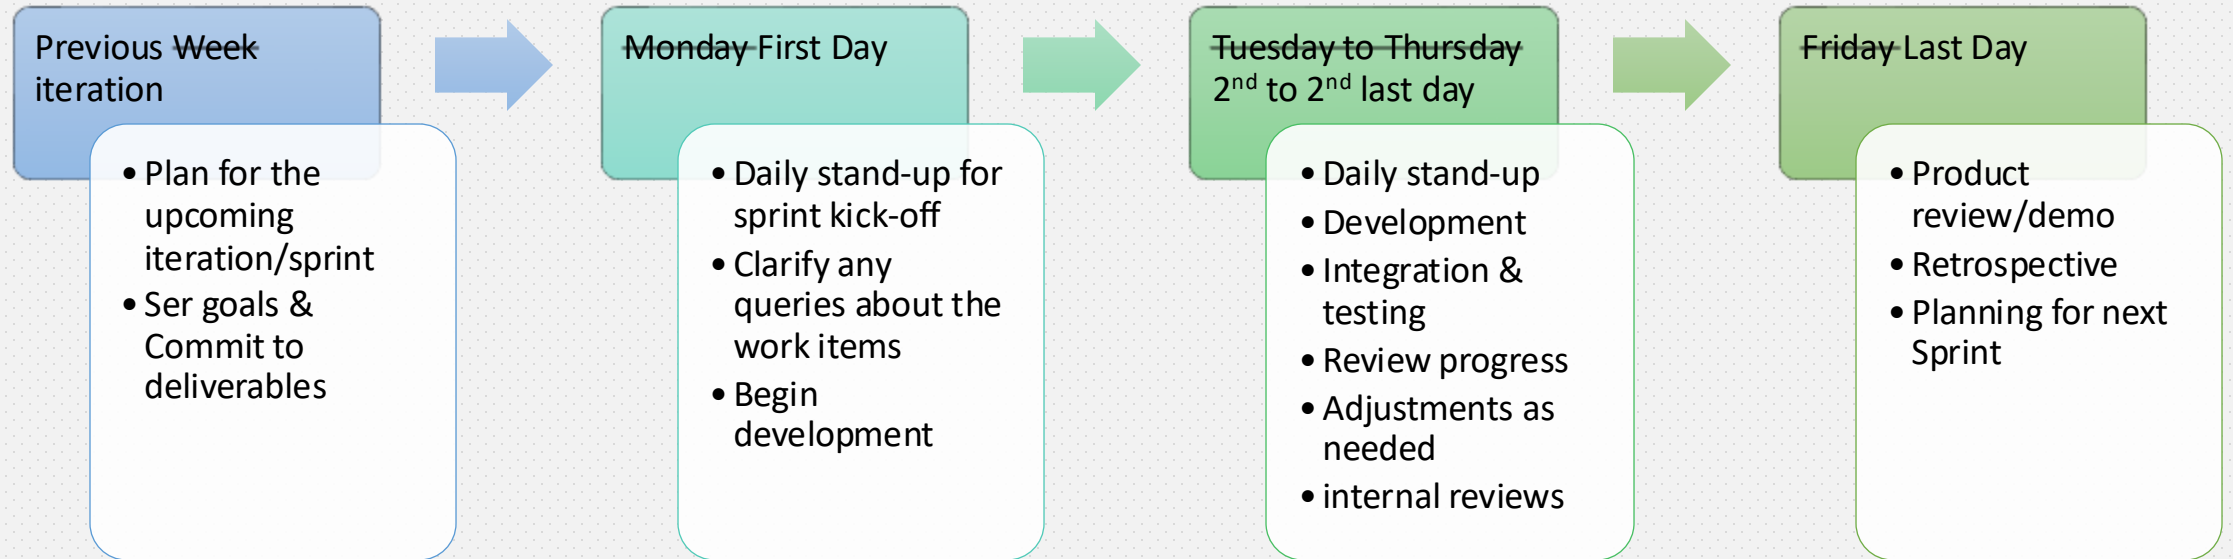 Previous Week
iteration
• Plan for the
upcoming
iteration/sprint
• Ser goals &
Commit to
deliverables
Monday First Day
• Daily stand-up for
sprint kick-off
• Clarify any
queries about the
work items
• Begin
development
Tuesday to Thursday
2nd to 2nd last day
• Daily stand-up
• Development
• Integration &
testing
• Review progress
• Adjustments as
needed
• internal reviews
Friday Last Day
• Product
review/demo
• Retrospective
• Planning for next
Sprint